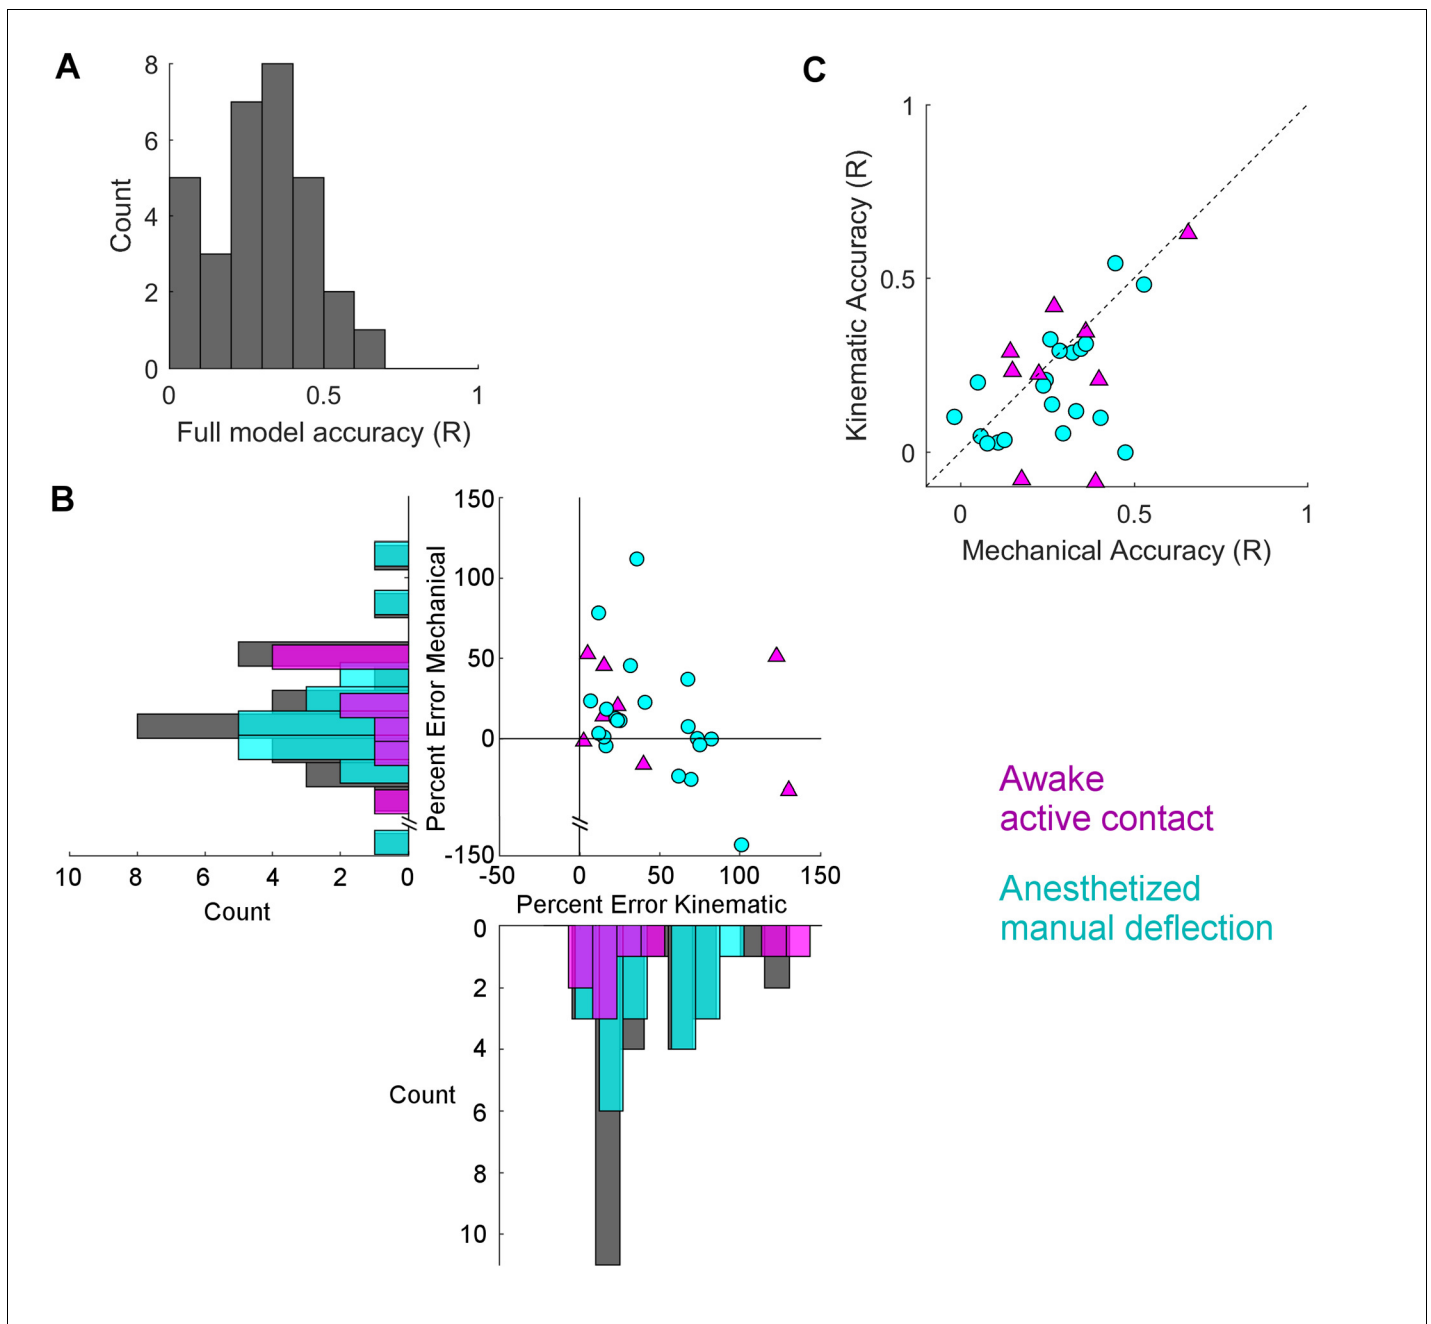 A
8
6
4
2
0
Count
0
0.5
1
Full model accuracy (R)
C
1
0.5
0
Kinematic Accuracy (R)
0
0.5
1
Mechanical Accuracy (R)
B
10
8
6
4
2
0
Count
150
100
50
0
-150
Percent Error Mechanical
-50
0
50
100
150
Percent Error Kinematic
0
2
4
6
8
10
Count
Awake
active contact
Anesthetized
manual deflection